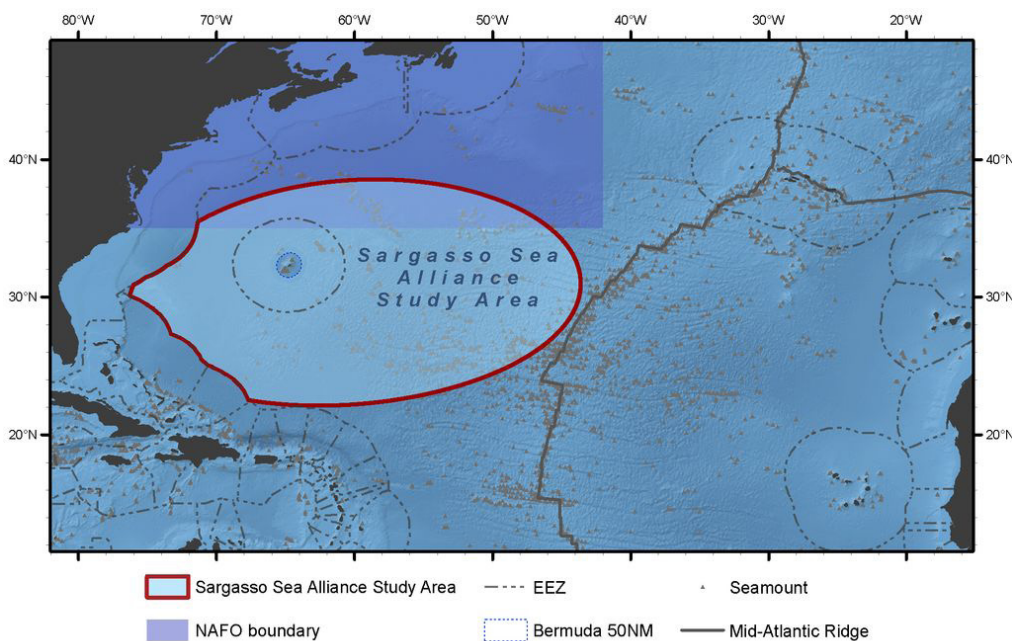 80°W 70°W 60°W 50°W 40°W 30°W 20°W
40°N 40°N
Sargasso Sea
Alliance
Study Area
30°N 30°N
20°N 20°N
Sargasso Sea Alliance Study Area EEZ Seamount
NAFO boundary Bermuda 50NM Mid-Atlantic Ridge